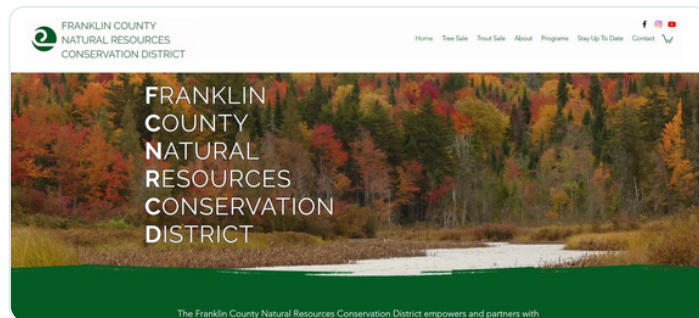 FRANKLIN COUNTY
NATURAL RESOURCES
CONSERVATION DISTRICT
Home Tree Sale Trout Sale About Programs Stay Up To Date Contact
FRANKLIN
COUNTY
NATURAL
RESOURCES
CONSERVATION
DISTRICT
The Franklin County Natural Resources Conservation District empowers and partners with